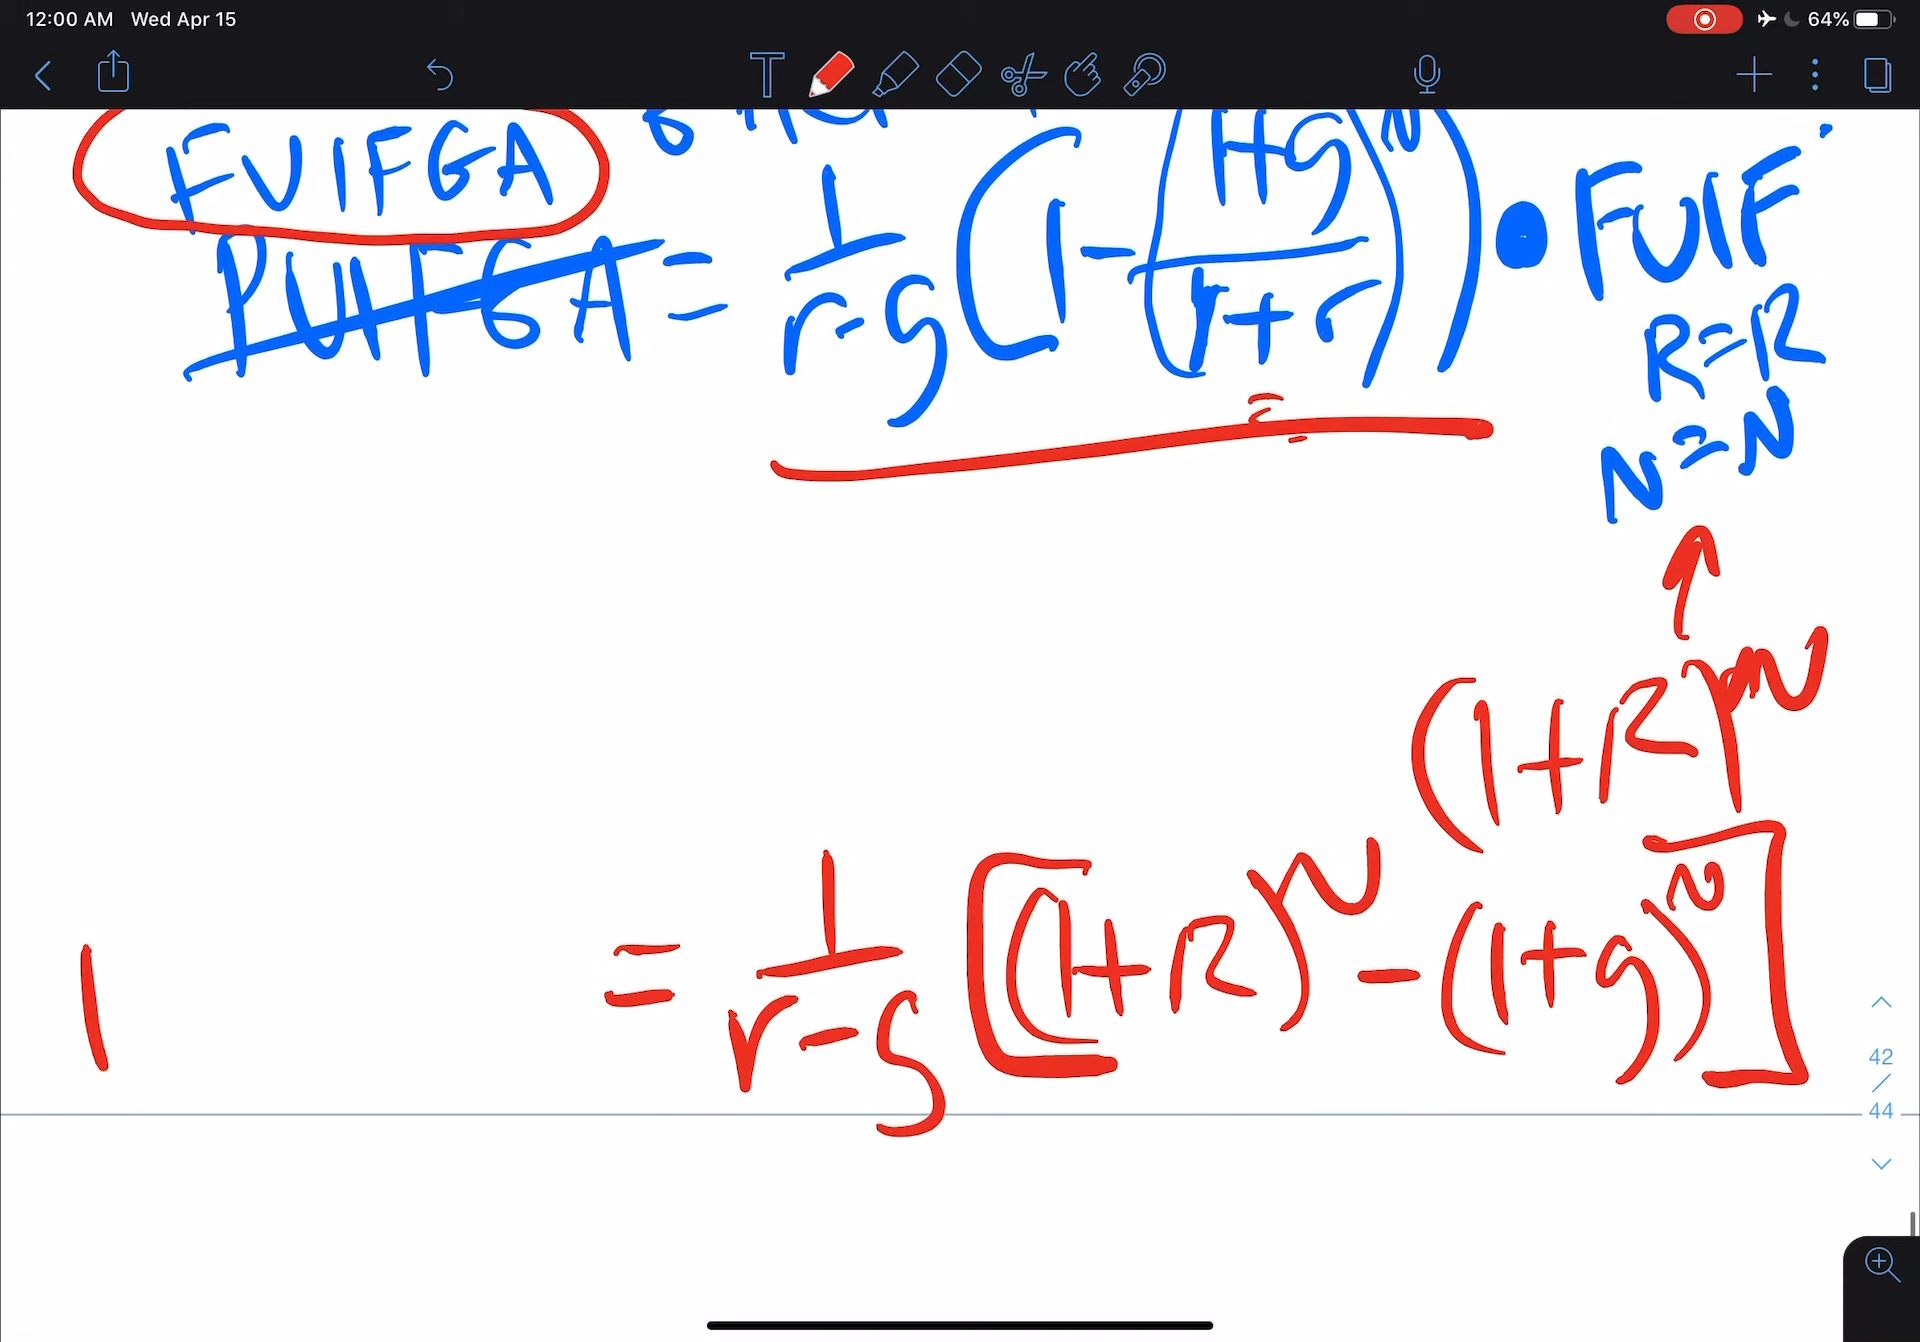 12:00 AM Wed Apr 15
64%
FVIFGA
PVIFGA = 1/(r-g) (1 - ((1+g)/(1+r))^N) • FVIF
R=R
N=N
(1+R)^N
= 1/(r-g) [(1+R)^N - (1+g)^N]
42
/
44